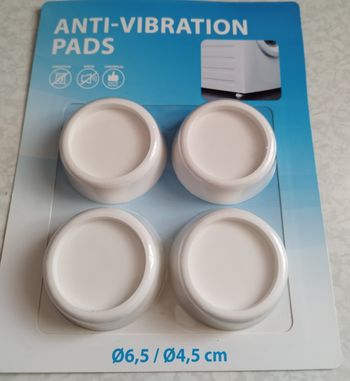 ANTI-VIBRATION
PADS
Ø6,5 / Ø4,5 cm